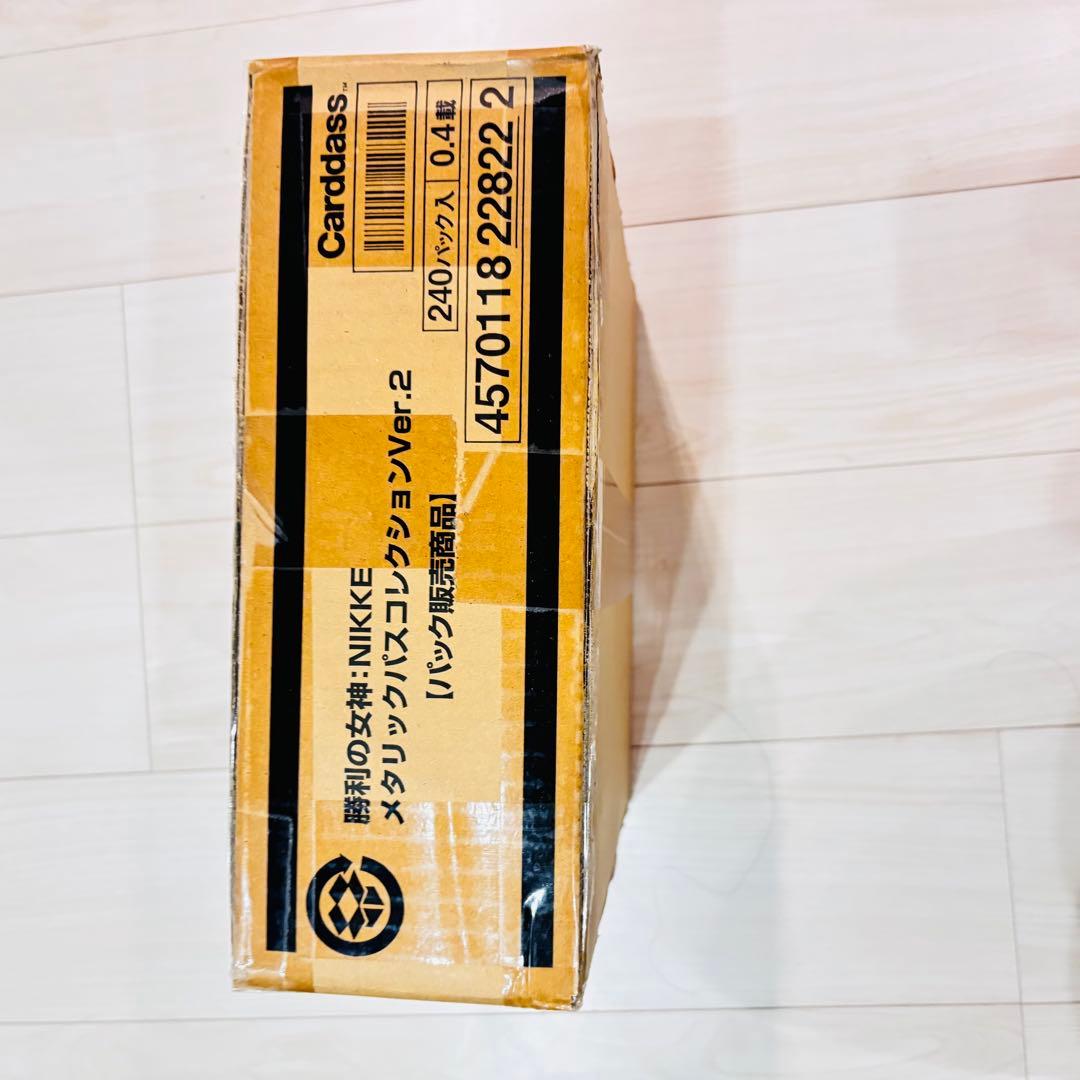 Carddass™
240パック入 0.4載
4570118 22822 2
勝利の女神:NIKKE
メタリックパスコレクションVer.2
【パック販売商品】